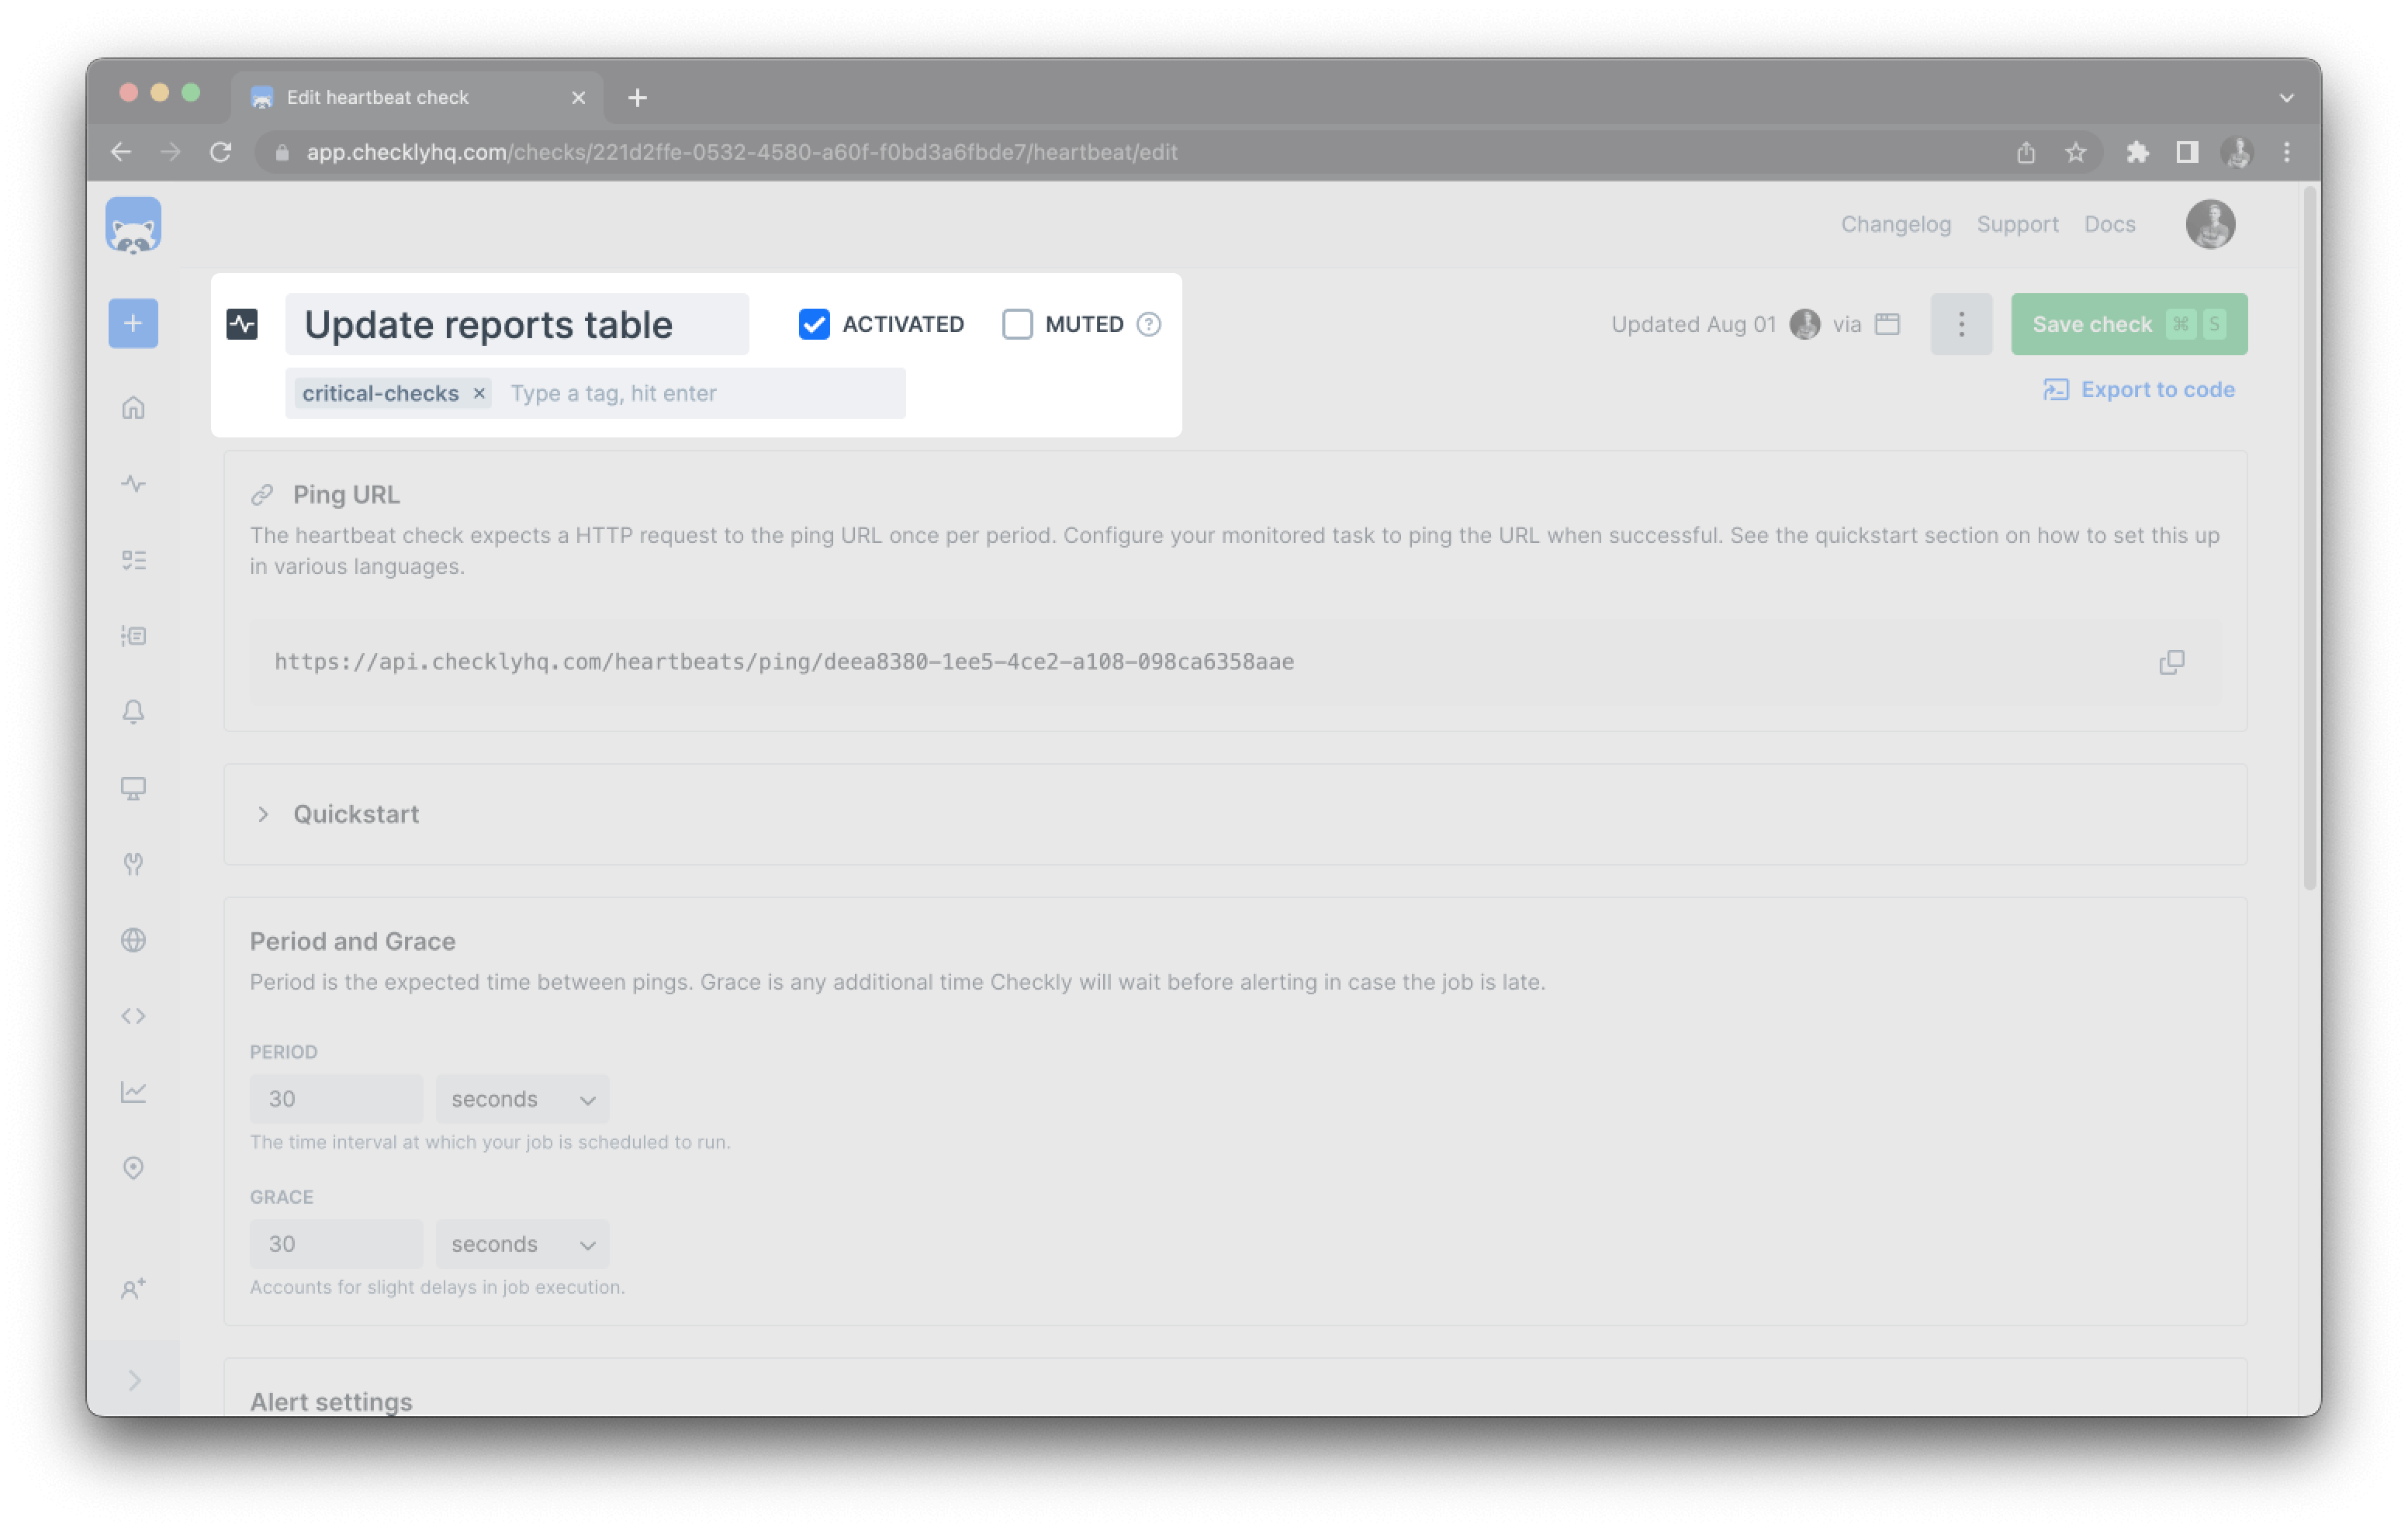 Edit heartbeat check
app.checklyhq.com/checks/221d2ffe-0532-4580-a60f-f0bd3a6fbde7/heartbeat/edit
Changelog Support Docs
Update reports table ACTIVATED MUTED ? Updated Aug 01 via Save check ⌘ S
critical-checks × Type a tag, hit enter Export to code
Ping URL
The heartbeat check expects a HTTP request to the ping URL once per period. Configure your monitored task to ping the URL when successful. See the quickstart section on how to set this up
in various languages.
https://api.checklyhq.com/heartbeats/ping/deea8380-1ee5-4ce2-a108-098ca6358aae
Quickstart
Period and Grace
Period is the expected time between pings. Grace is any additional time Checkly will wait before alerting in case the job is late.
PERIOD
30 seconds
The time interval at which your job is scheduled to run.
GRACE
30 seconds
Accounts for slight delays in job execution.
Alert settings